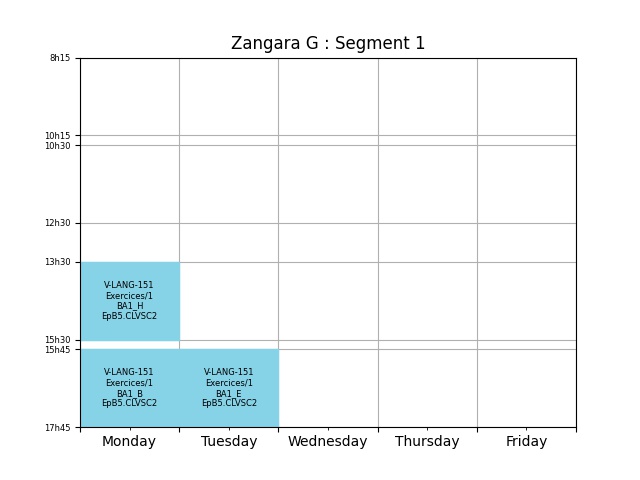 Zangara G : Segment 1
8h15
10h15
10h30
12h30
13h30
V-LANG-151
Exercices/1
BA1_H
EpB5.CLVSC2
15h30
15h45
V-LANG-151
Exercices/1
BA1_B
EpB5.CLVSC2
V-LANG-151
Exercices/1
BA1_E
EpB5.CLVSC2
17h45
Monday Tuesday Wednesday Thursday Friday